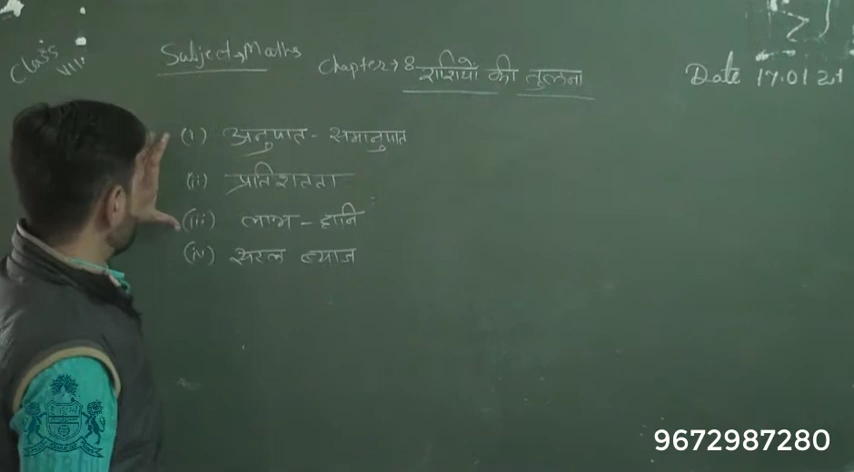 Class VIII
Subject → Maths
Chapter → 8 राशियों की तुलना
Date 17.01.21
(i) अनुपात - समानुपात
(ii) प्रतिशतता
(iii) लाभ - हानि
(iv) सरल ब्याज
9672987280